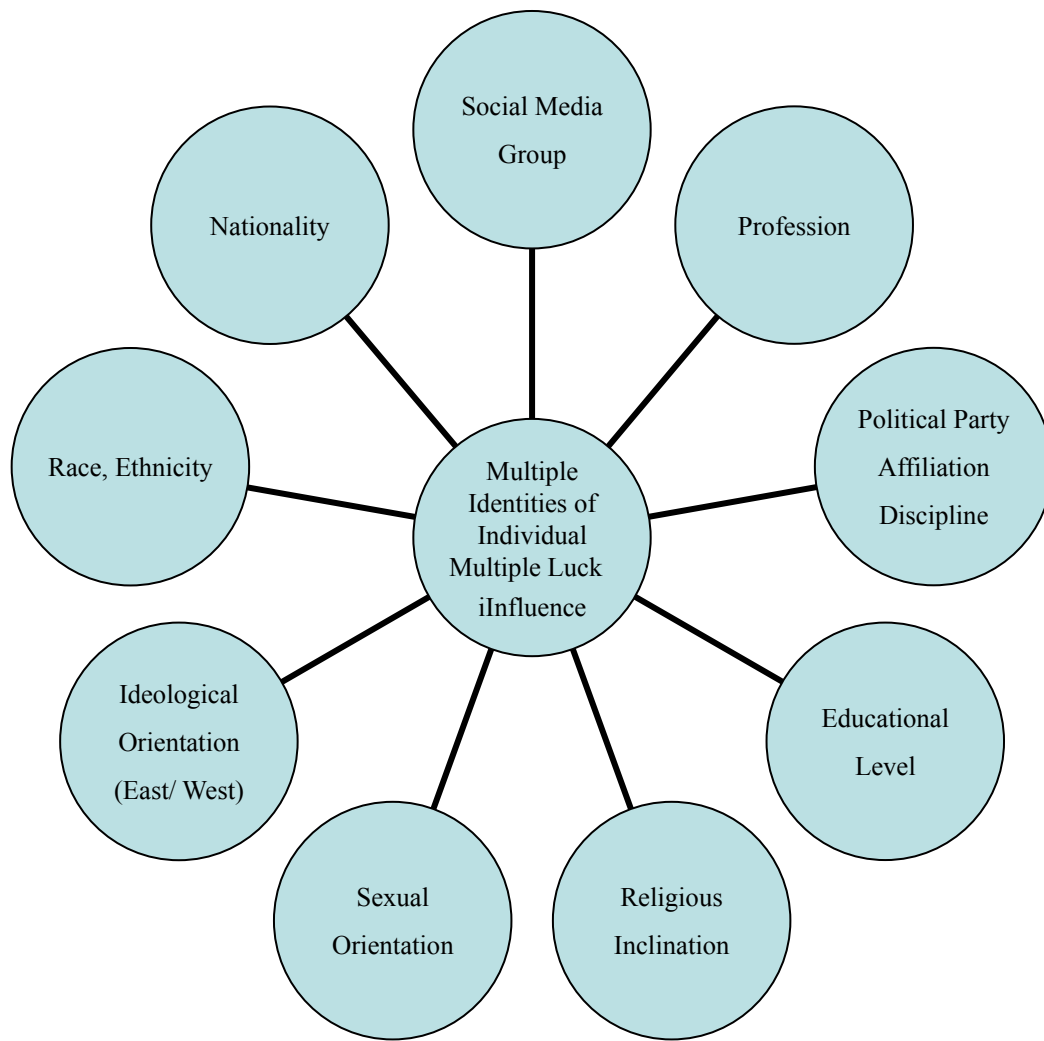 Social Media
Group
Profession
Political Party
Affiliation
Discipline
Educational
Level
Religious
Inclination
Sexual
Orientation
Ideological
Orientation
(East/ West)
Race, Ethnicity
Nationality
Multiple
Identities of
Individual
Multiple Luck
iInfluence